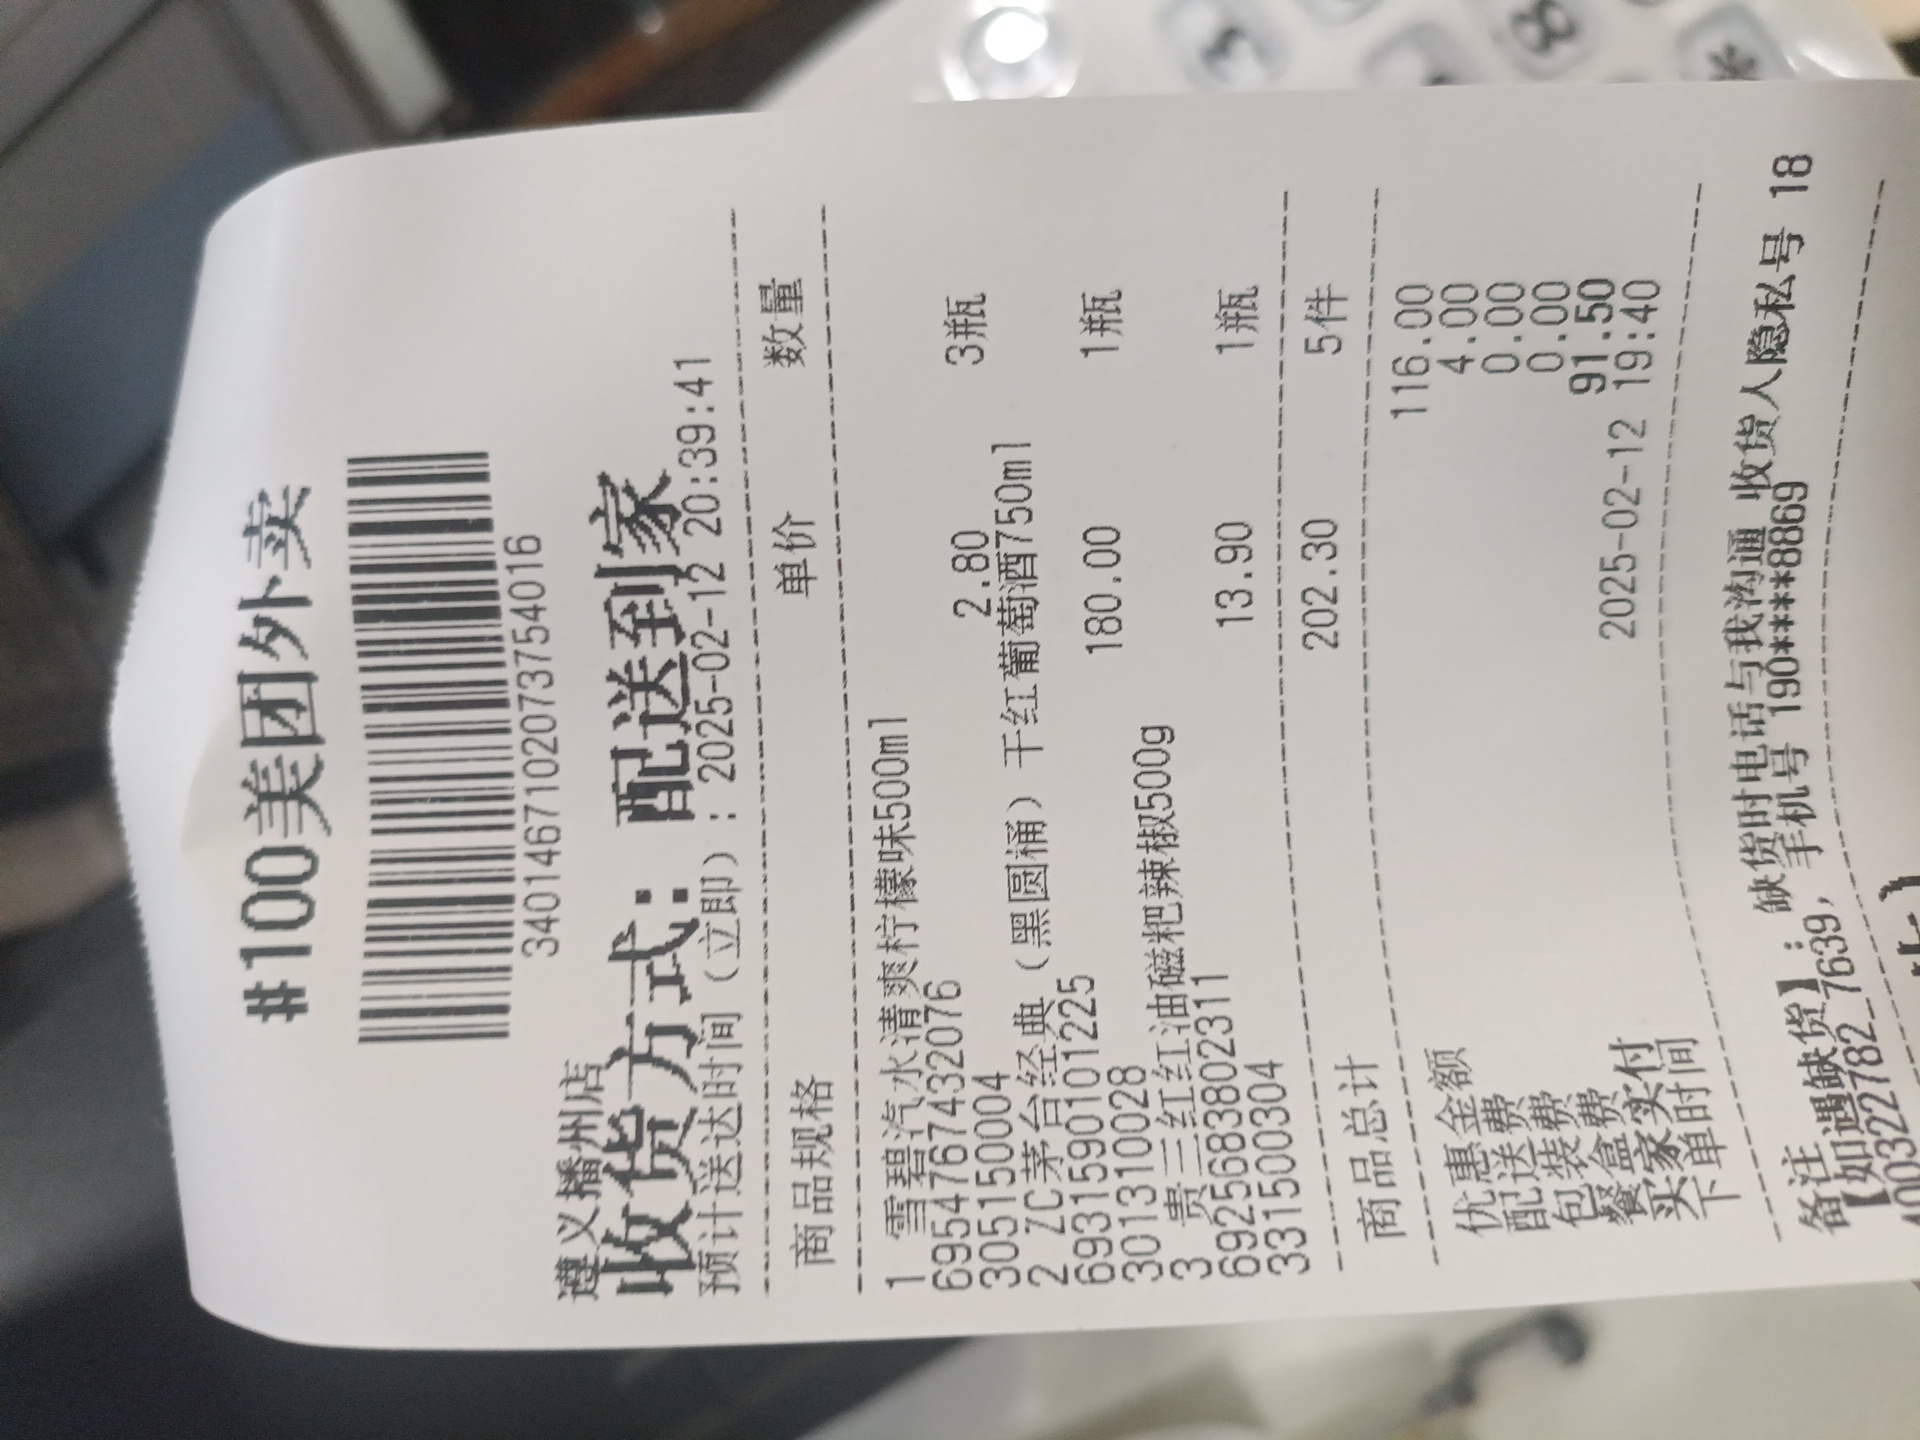 #100美团外卖
3401467102073754016
遵义播州店
收货方式：配送到家
预计送达时间（立即）：2025-02-12 20:39:41
商品规格 单价 数量
1 雪碧汽水清爽柠檬味500ml
6954767432076 2.80 3瓶
305150004
2 ZC茅台经典（黑圆桶）干红葡萄酒750ml
6931590101225 180.00 1瓶
301310028
3 贵三红红油磁粑辣椒500g
6925683802311 13.90 1瓶
331500304
商品总计 202.30 5件
优惠金额 116.00
配送费 4.00
包装费 0.00
餐盒费 0.00
买家实付 91.50
下单时间 2025-02-12 19:40
备注
【如遇缺货】：缺货时电话与我沟通 收货人隐私号 18
400322782_7639，手机号 190****8869
3
8
*